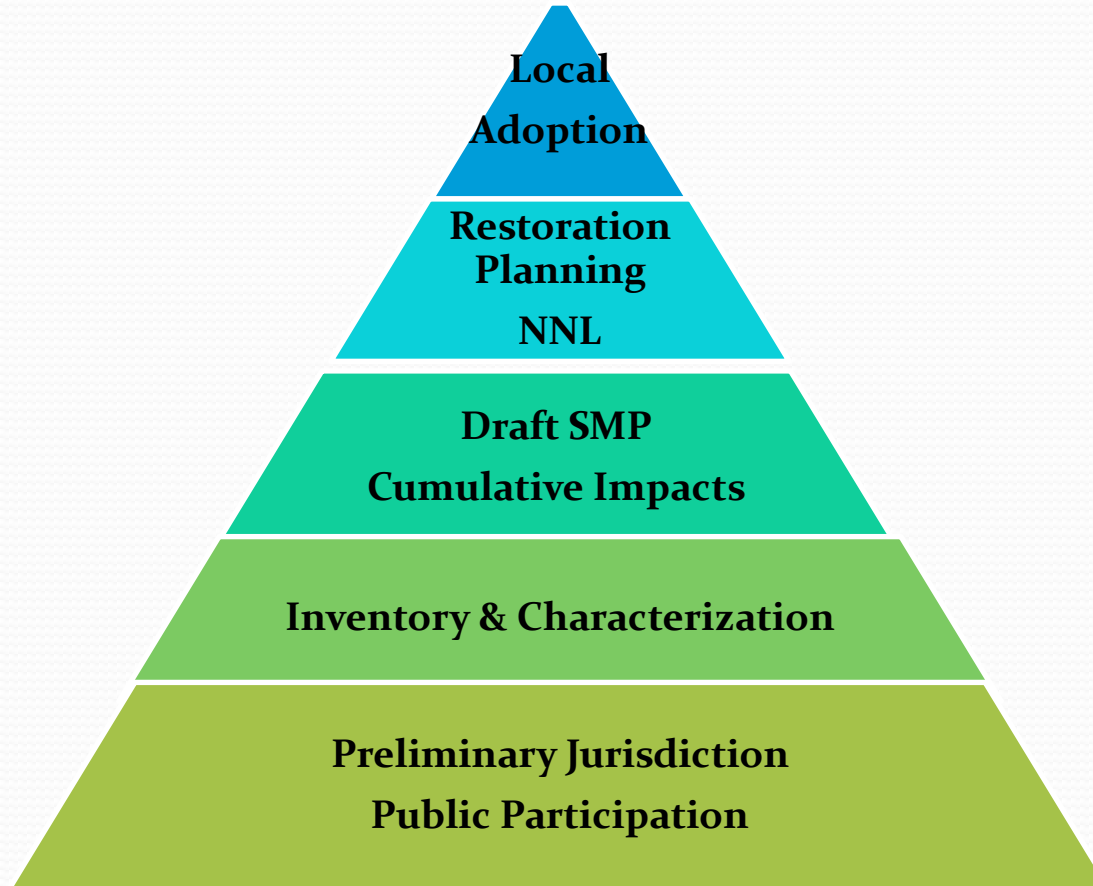 Local
Adoption
Restoration
Planning
NNL
Draft SMP
Cumulative Impacts
Inventory & Characterization
Preliminary Jurisdiction
Public Participation